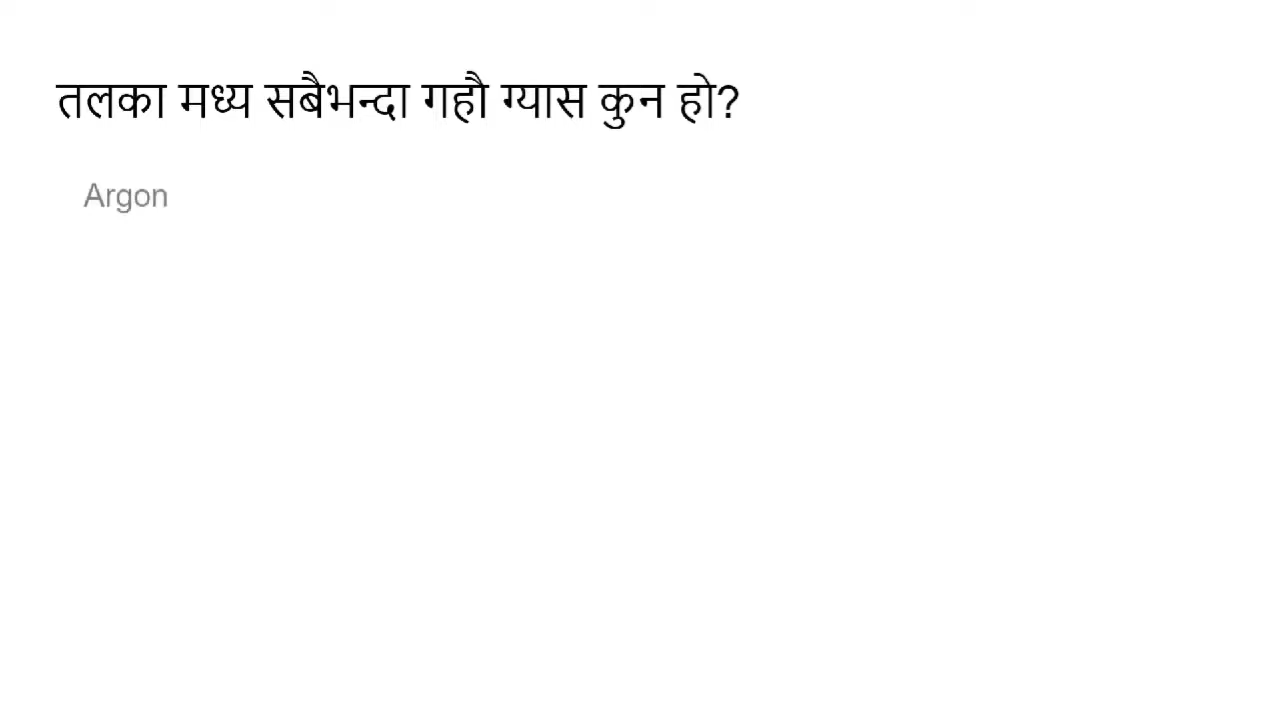 तलका मध्य सबैभन्दा गहौ ग्यास कुन हो?
Argon